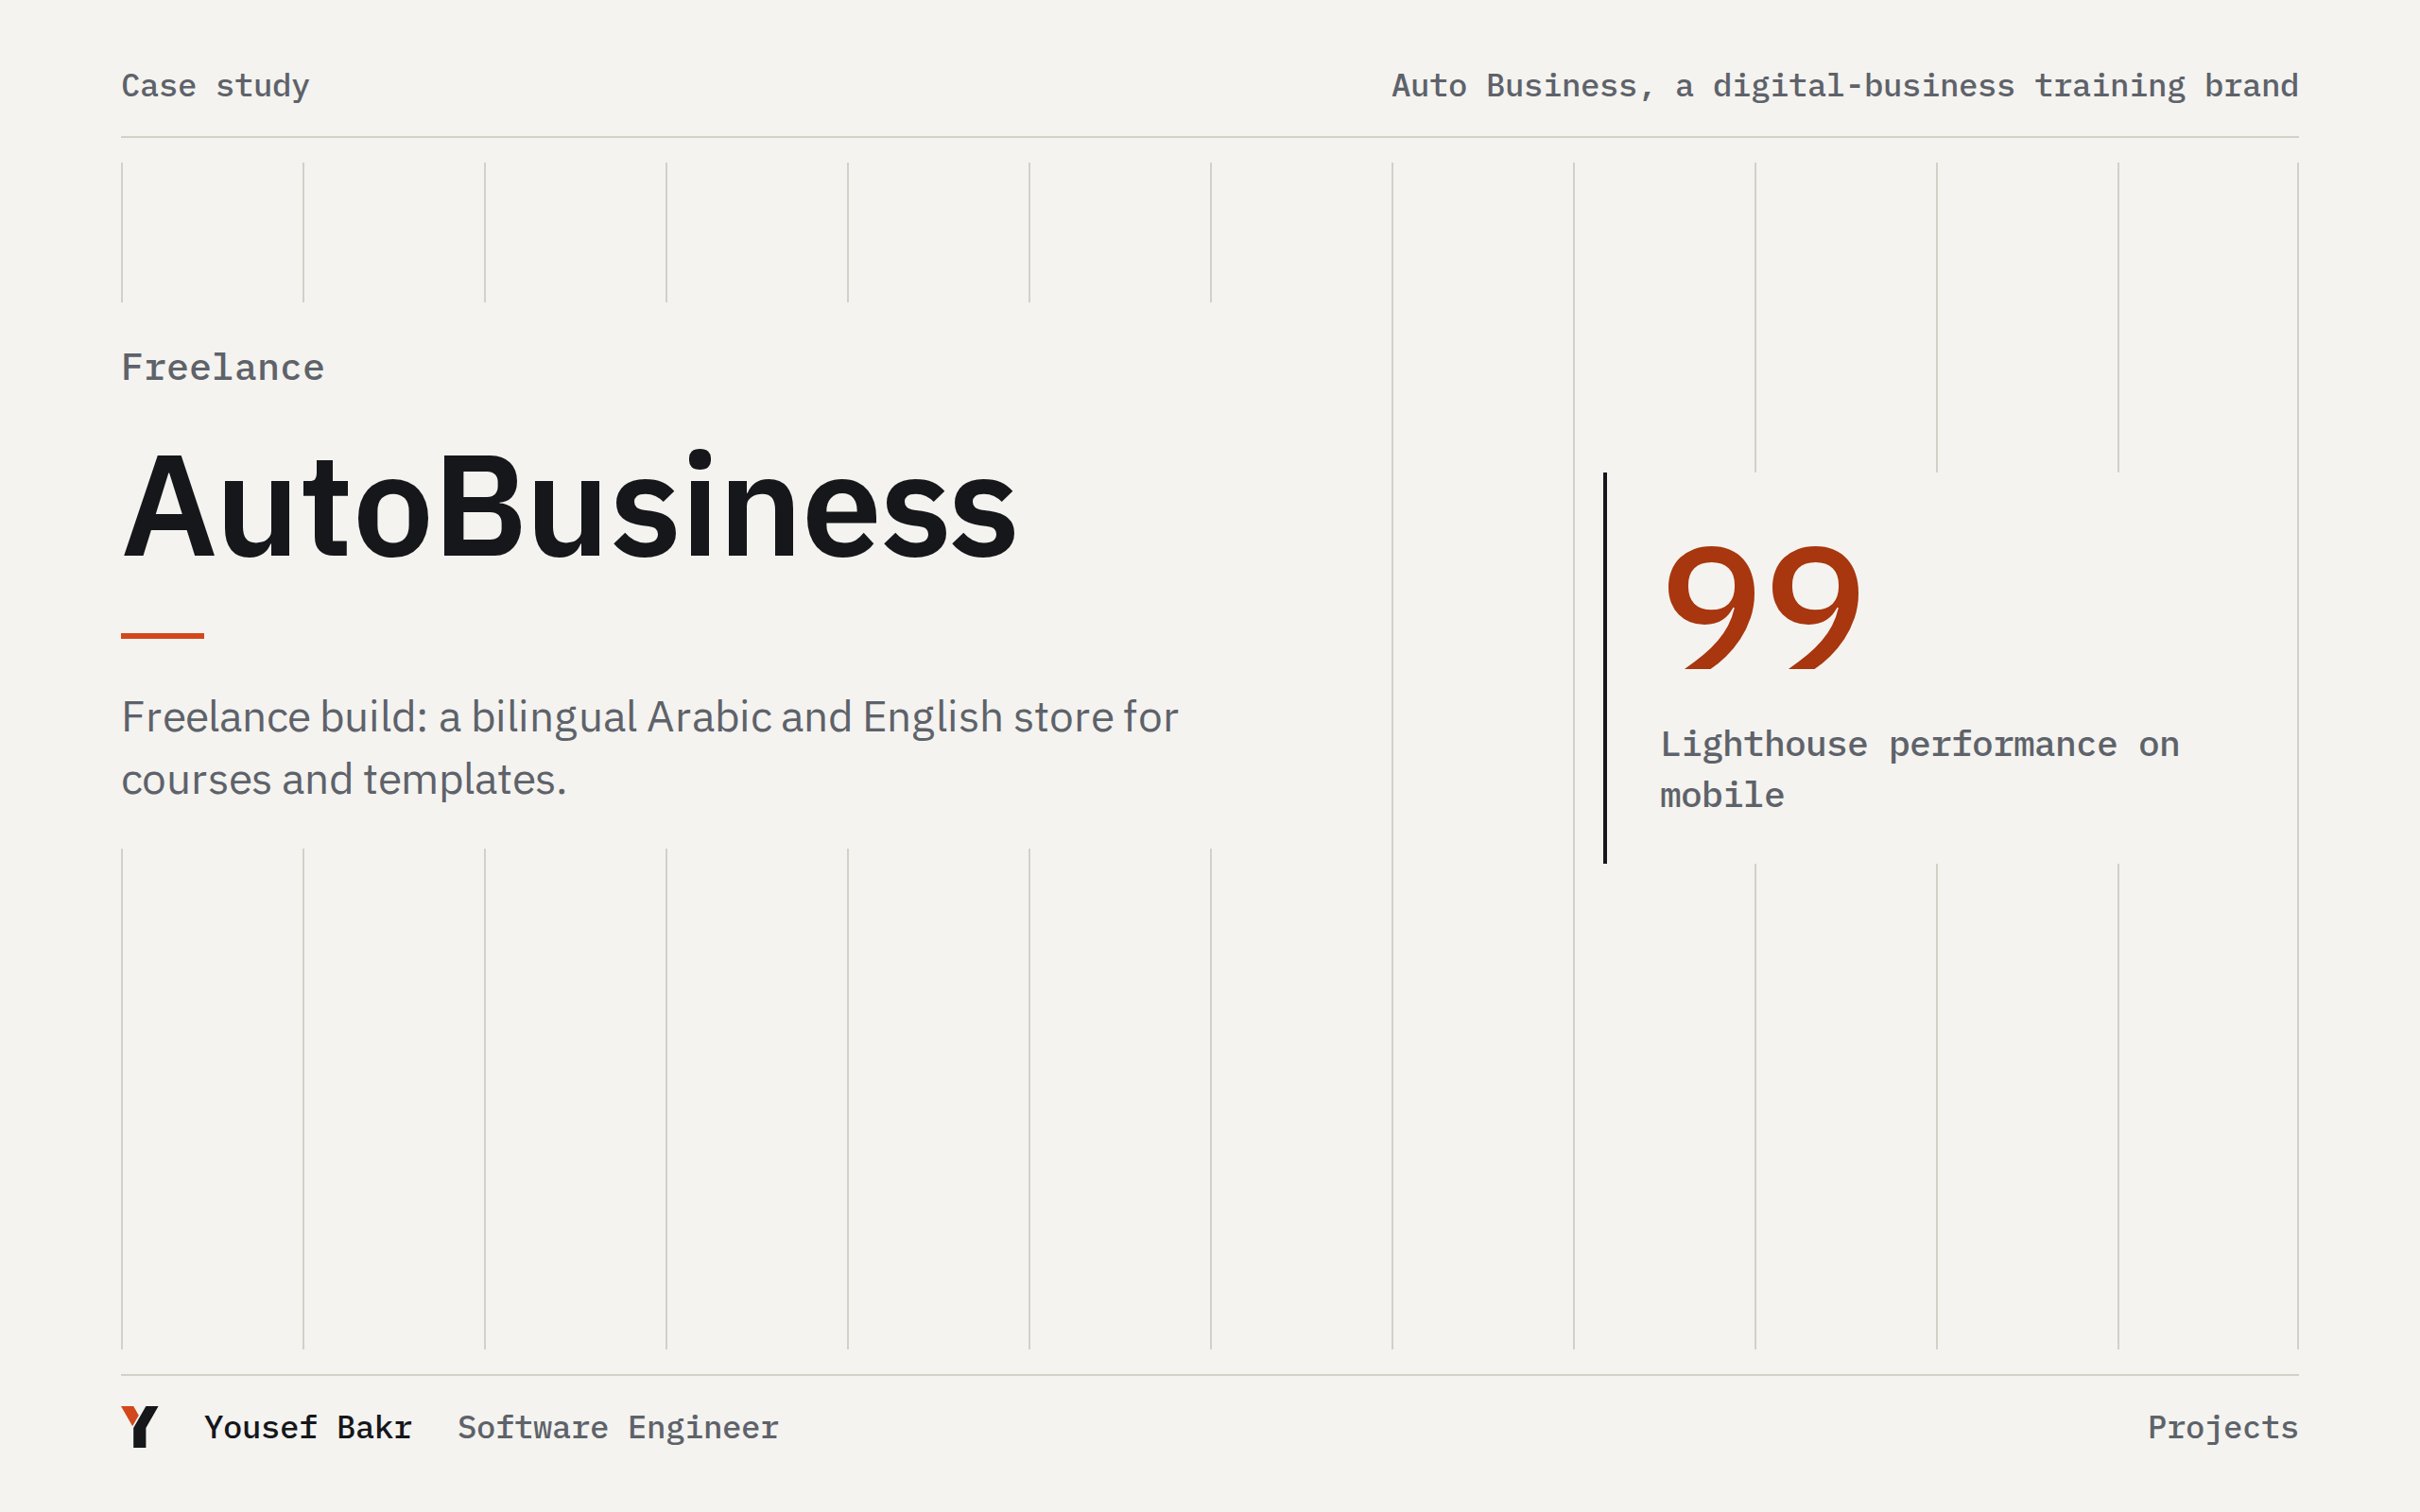 Case study
Auto Business, a digital-business training brand
Freelance
AutoBusiness
Freelance build: a bilingual Arabic and English store for
courses and templates.
99
Lighthouse performance on
mobile
Y
Yousef Bakr
Software Engineer
Projects